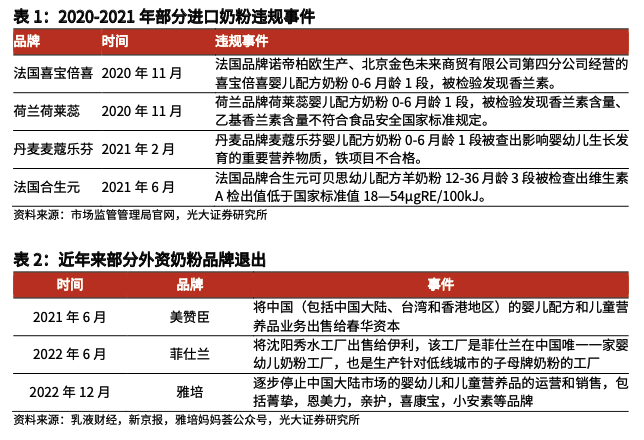 表 1：2020-2021 年部分进口奶粉违规事件
品牌 时间 违规事件
法国喜宝倍喜 2020 年 11 月 法国品牌诺帝柏欧生产、北京金色未来商贸有限公司第四分公司经营的
喜宝倍喜婴儿配方奶粉 0-6 月龄 1 段，被检验发现香兰素。
荷兰荷莱蕊 2020 年 11 月 荷兰品牌荷莱蕊婴儿配方奶粉 0-6 月龄 1 段，被检验发现香兰素含量、
乙基香兰素含量不符合食品安全国家标准规定。
丹麦麦蔻乐芬 2021 年 2 月 丹麦品牌麦蔻乐芬婴儿配方奶粉 0-6 月龄 1 段被查出影响婴幼儿生长发
育的重要营养物质，铁项目不合格。
法国合生元 2021 年 6 月 法国品牌合生元可贝思幼儿配方羊奶粉 12-36 月龄 3 段被检查出维生素
A 检出值低于国家标准值 18—54μgRE/100kJ。
资料来源：市场监管管理局官网，光大证券研究所
表 2：近年来部分外资奶粉品牌退出
时间 品牌 事件
2021 年 6 月 美赞臣 将中国（包括中国大陆、台湾和香港地区）的婴儿配方和儿童营
养品业务出售给春华资本
2022 年 6 月 菲仕兰 将沈阳秀水工厂出售给伊利，该工厂是菲仕兰在中国唯一一家婴
幼儿奶粉工厂，也是生产针对低线城市的子母牌奶粉的工厂
2022 年 12 月 雅培 逐步停止中国大陆市场的婴幼儿和儿童营养品的运营和销售，包
括菁挚，恩美力，亲护，喜康宝，小安素等品牌
资料来源：乳液财经，新京报，雅培妈妈荟公众号，光大证券研究所